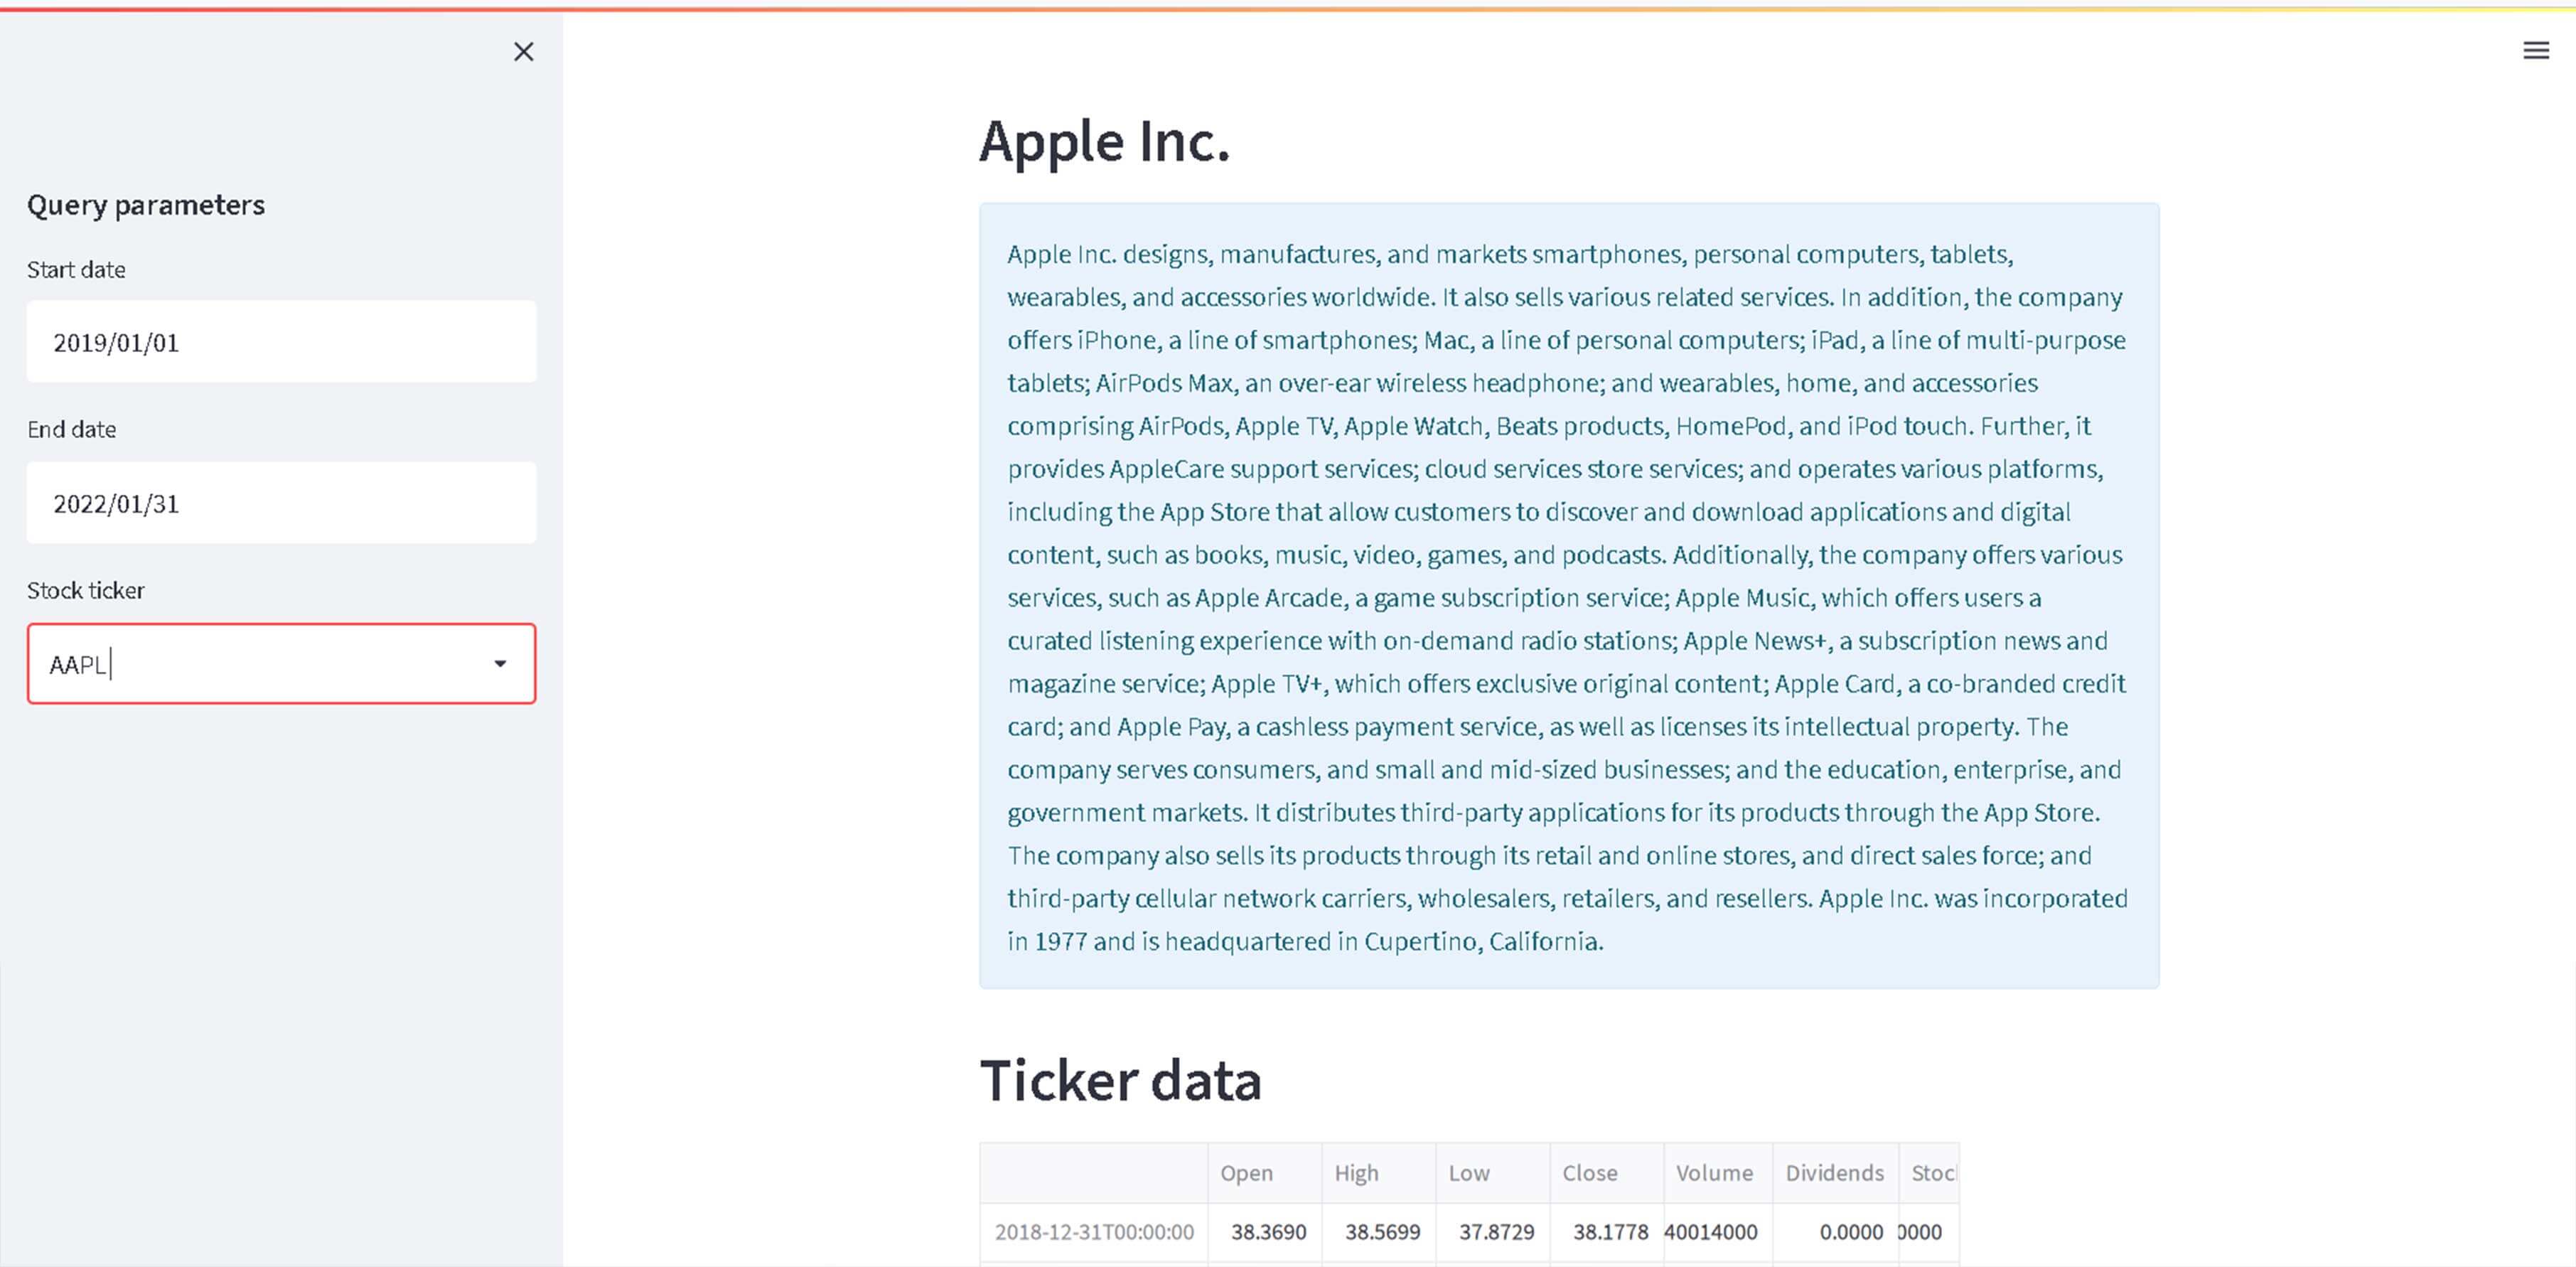 Query parameters
Start date
2019/01/01
End date
2022/01/31
Stock ticker
AAPL
Apple Inc.
Apple Inc. designs, manufactures, and markets smartphones, personal computers, tablets,
wearables, and accessories worldwide. It also sells various related services. In addition, the company
offers iPhone, a line of smartphones; Mac, a line of personal computers; iPad, a line of multi-purpose
tablets; AirPods Max, an over-ear wireless headphone; and wearables, home, and accessories
comprising AirPods, Apple TV, Apple Watch, Beats products, HomePod, and iPod touch. Further, it
provides AppleCare support services; cloud services store services; and operates various platforms,
including the App Store that allow customers to discover and download applications and digital
content, such as books, music, video, games, and podcasts. Additionally, the company offers various
services, such as Apple Arcade, a game subscription service; Apple Music, which offers users a
curated listening experience with on-demand radio stations; Apple News+, a subscription news and
magazine service; Apple TV+, which offers exclusive original content; Apple Card, a co-branded credit
card; and Apple Pay, a cashless payment service, as well as licenses its intellectual property. The
company serves consumers, and small and mid-sized businesses; and the education, enterprise, and
government markets. It distributes third-party applications for its products through the App Store.
The company also sells its products through its retail and online stores, and direct sales force; and
third-party cellular network carriers, wholesalers, retailers, and resellers. Apple Inc. was incorporated
in 1977 and is headquartered in Cupertino, California.
Ticker data
Open High Low Close Volume Dividends Stoc
2018-12-31T00:00:00 38.3690 38.5699 37.8729 38.1778 40014000 0.0000 0000